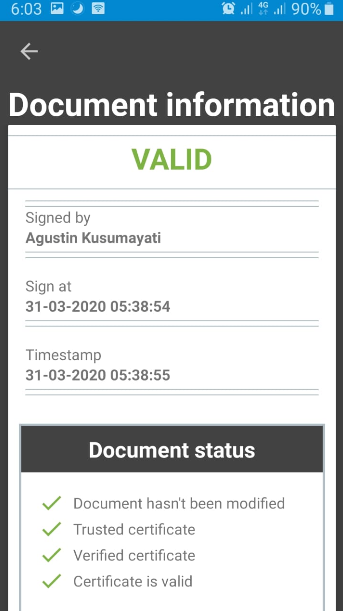 6:03 4G 90%
Document information
VALID
Signed by
Agustin Kusumayati
Sign at
31-03-2020 05:38:54
Timestamp
31-03-2020 05:38:55
Document status
Document hasn't been modified
Trusted certificate
Verified certificate
Certificate is valid